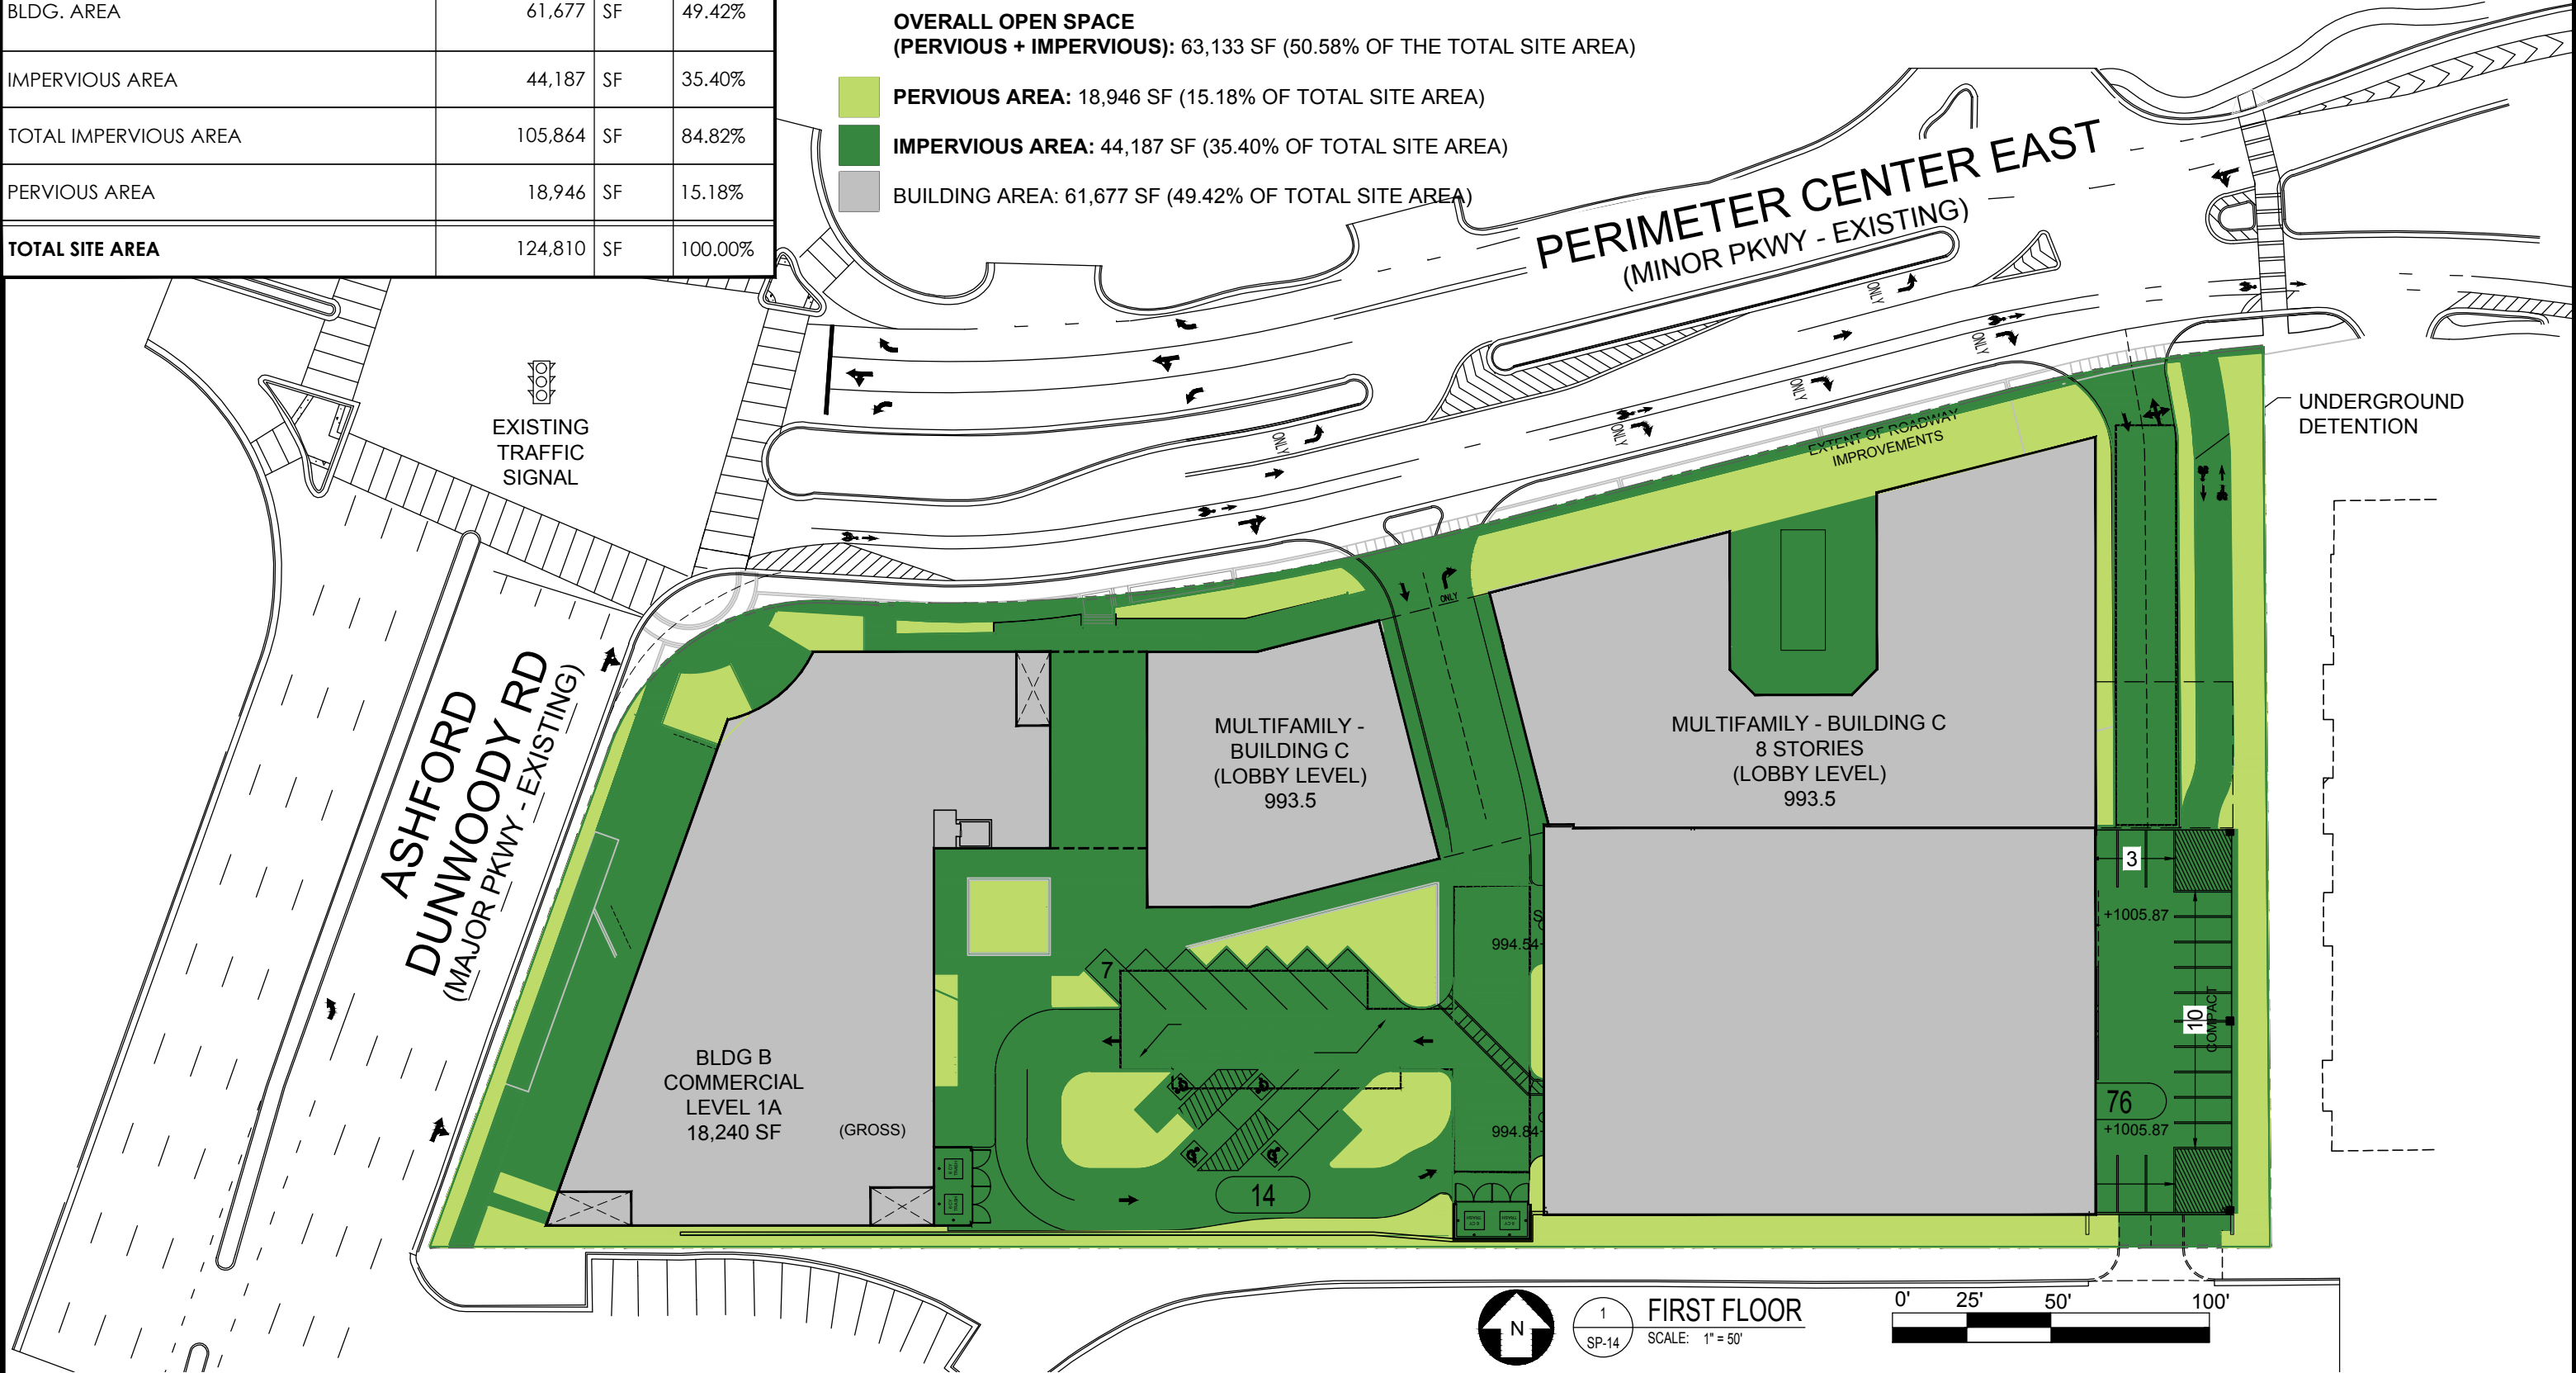 BLDG. AREA 61,677 SF 49.42%
IMPERVIOUS AREA 44,187 SF 35.40%
TOTAL IMPERVIOUS AREA 105,864 SF 84.82%
PERVIOUS AREA 18,946 SF 15.18%
TOTAL SITE AREA 124,810 SF 100.00%
OVERALL OPEN SPACE
(PERVIOUS + IMPERVIOUS): 63,133 SF (50.58% OF THE TOTAL SITE AREA)
PERVIOUS AREA: 18,946 SF (15.18% OF TOTAL SITE AREA)
IMPERVIOUS AREA: 44,187 SF (35.40% OF TOTAL SITE AREA)
BUILDING AREA: 61,677 SF (49.42% OF TOTAL SITE AREA)
PERIMETER CENTER EAST
(MINOR PKWY - EXISTING)
ONLY
ONLY
ONLY
ONLY
ONLY
EXISTING
TRAFFIC
SIGNAL
UNDERGROUND
DETENTION
EXTENT OF ROADWAY
IMPROVEMENTS
ONLY
ASHFORD
DUNWOODY RD
(MAJOR PKWY - EXISTING)
MULTIFAMILY -
BUILDING C
(LOBBY LEVEL)
993.5
MULTIFAMILY - BUILDING C
8 STORIES
(LOBBY LEVEL)
993.5
3
+1005.87
994.54
7
10
COMPACT
BLDG B
COMMERCIAL
LEVEL 1A
18,240 SF
(GROSS)
76
+1005.87
994.84
14
N
1
SP-14
FIRST FLOOR
SCALE: 1" = 50'
0' 25' 50' 100'